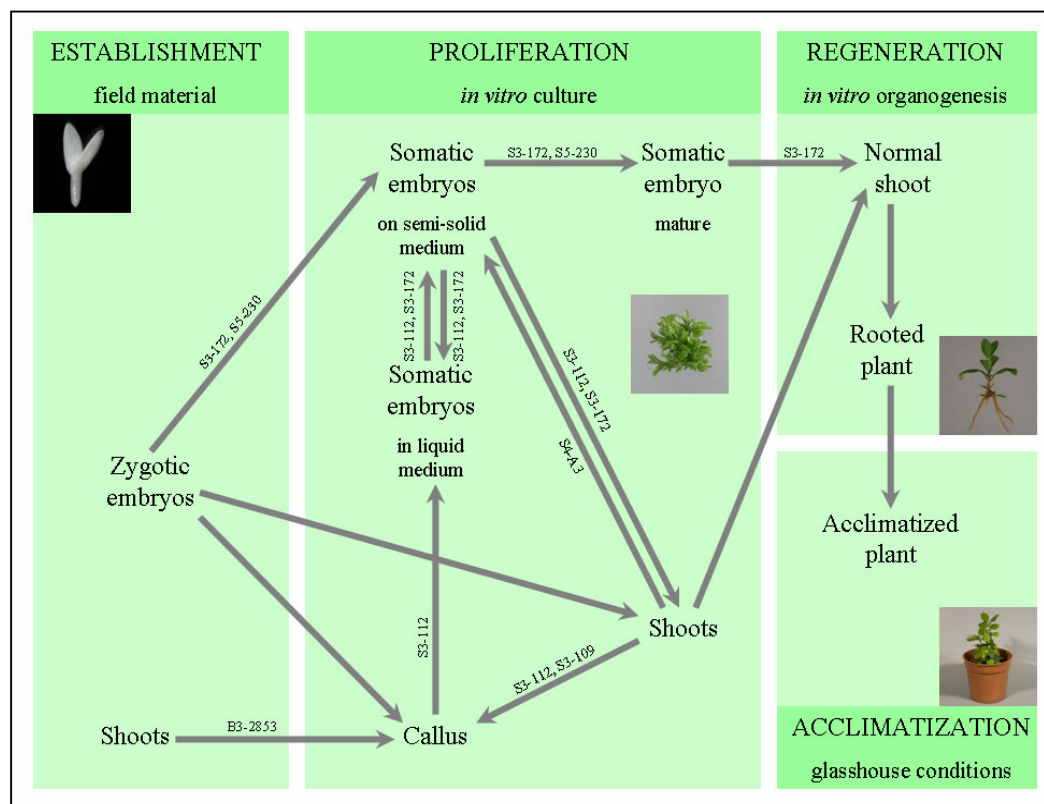 ESTABLISHMENT
field material
PROLIFERATION
in vitro culture
REGENERATION
in vitro organogenesis
Somatic
embryos
on semi-solid
medium
S3-172, S5-230
Somatic
embryo
mature
S3-172
Normal
shoot
S3-172, S5-230
S3-112, S3-172
S3-112, S3-172
Somatic
embryos
in liquid
medium
S3-112, S3-172
S4-A3
Rooted
plant
Zygotic
embryos
Acclimatized
plant
S3-112
Shoots
S3-112, S3-109
Shoots
B3-2853
Callus
ACCLIMATIZATION
glasshouse conditions